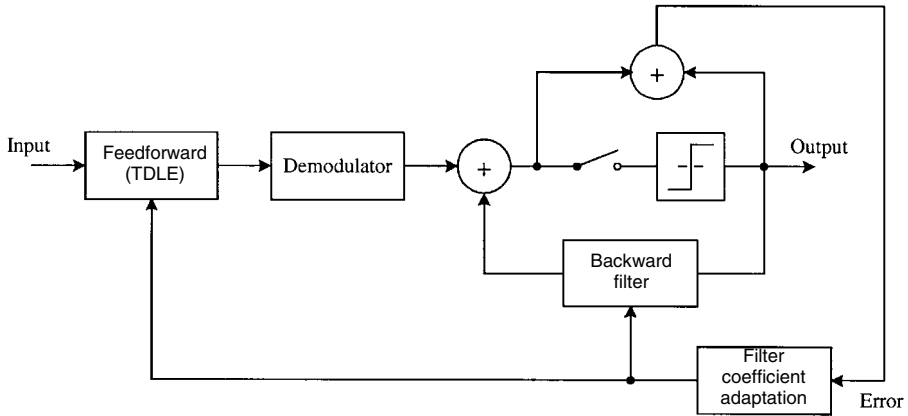 Input
Feedforward
(TDLE)
Demodulator
+
+
Output
Backward
filter
Filter
coefficient
adaptation
Error